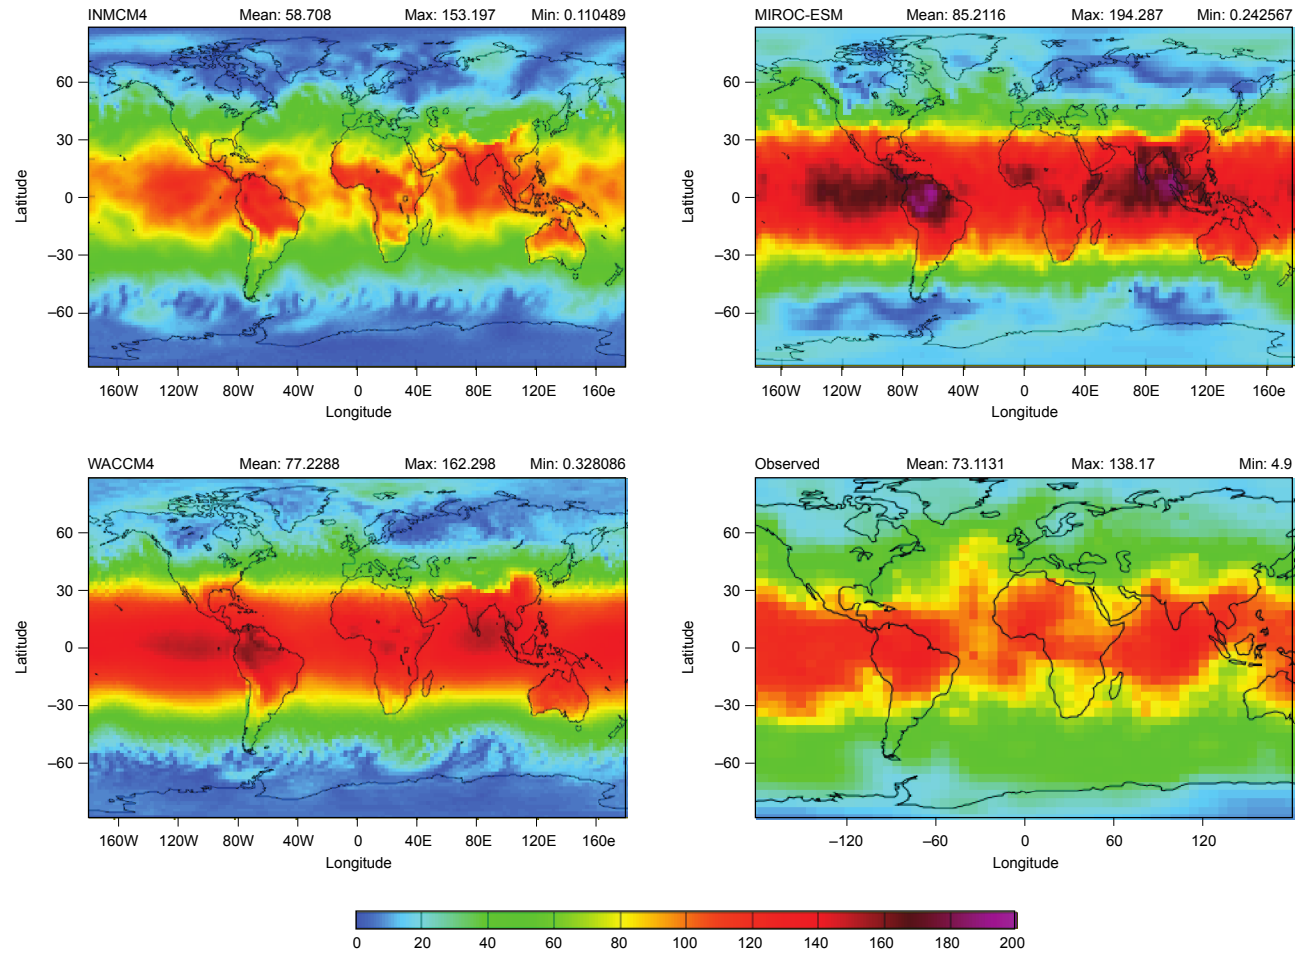 INMCM4 Mean: 58.708 Max: 153.197 Min: 0.110489
Latitude
60
30
0
−30
−60
160W 120W 80W 40W 0 40E 80E 120E 160e
Longitude
MIROC-ESM Mean: 85.2116 Max: 194.287 Min: 0.242567
Latitude
60
30
0
−30
−60
160W 120W 80W 40W 0 40E 80E 120E 160e
Longitude
WACCM4 Mean: 77.2288 Max: 162.298 Min: 0.328086
Latitude
60
30
0
−30
−60
160W 120W 80W 40W 0 40E 80E 120E 160e
Longitude
Observed Mean: 73.1131 Max: 138.17 Min: 4.9
Latitude
60
30
0
−30
−60
−120 −60 0 60 120
Longitude
0 20 40 60 80 100 120 140 160 180 200